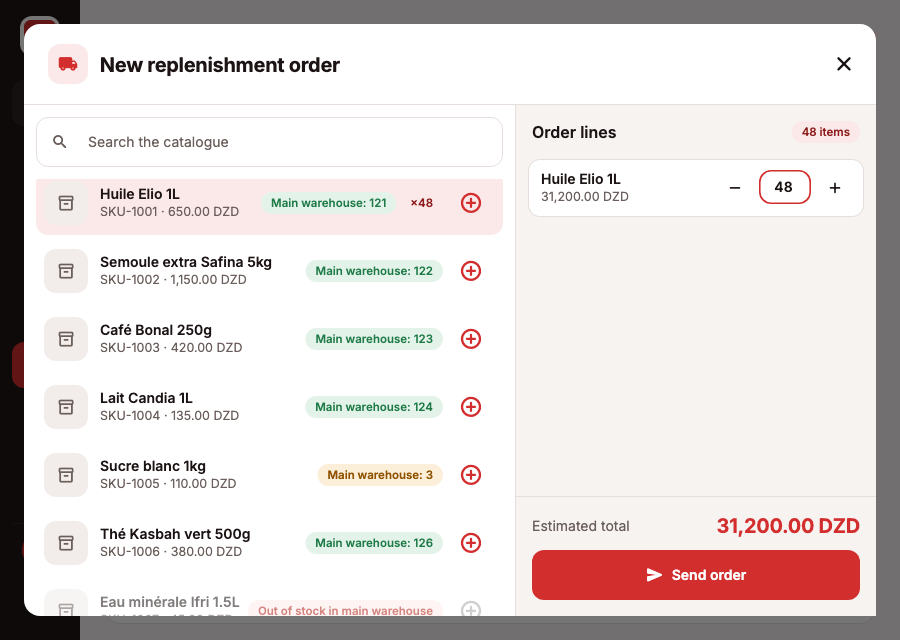 New replenishment order
Search the catalogue
Huile Elio 1L
SKU-1001 · 650.00 DZD
Main warehouse: 121
×48
Semoule extra Safina 5kg
SKU-1002 · 1,150.00 DZD
Main warehouse: 122
Café Bonal 250g
SKU-1003 · 420.00 DZD
Main warehouse: 123
Lait Candia 1L
SKU-1004 · 135.00 DZD
Main warehouse: 124
Sucre blanc 1kg
SKU-1005 · 110.00 DZD
Main warehouse: 3
Thé Kasbah vert 500g
SKU-1006 · 380.00 DZD
Main warehouse: 126
Eau minérale Ifri 1.5L
Out of stock in main warehouse
Order lines
48 items
Huile Elio 1L
31,200.00 DZD
− 48 +
Estimated total
31,200.00 DZD
Send order